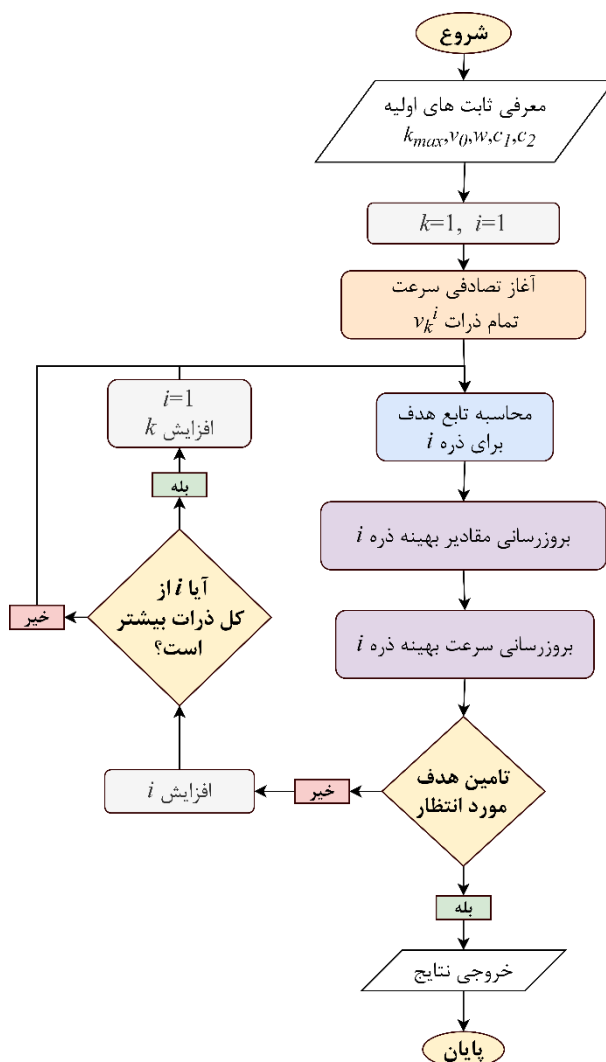 شروع
معرفی ثابت های اولیه
k_max,v_0,w,c_1,c_2
k=1, i=1
آغاز تصادفی سرعت
تمام ذرات v_k^i
محاسبه تابع هدف
برای ذره i
بروزرسانی مقادیر بهینه ذره i
بروزرسانی سرعت بهینه ذره i
تامین هدف
مورد انتظار
خیر
افزایش i
آیا i از
کل ذرات بیشتر
است؟
خیر
بله
i=1
افزایش k
بله
خروجی نتایج
پایان